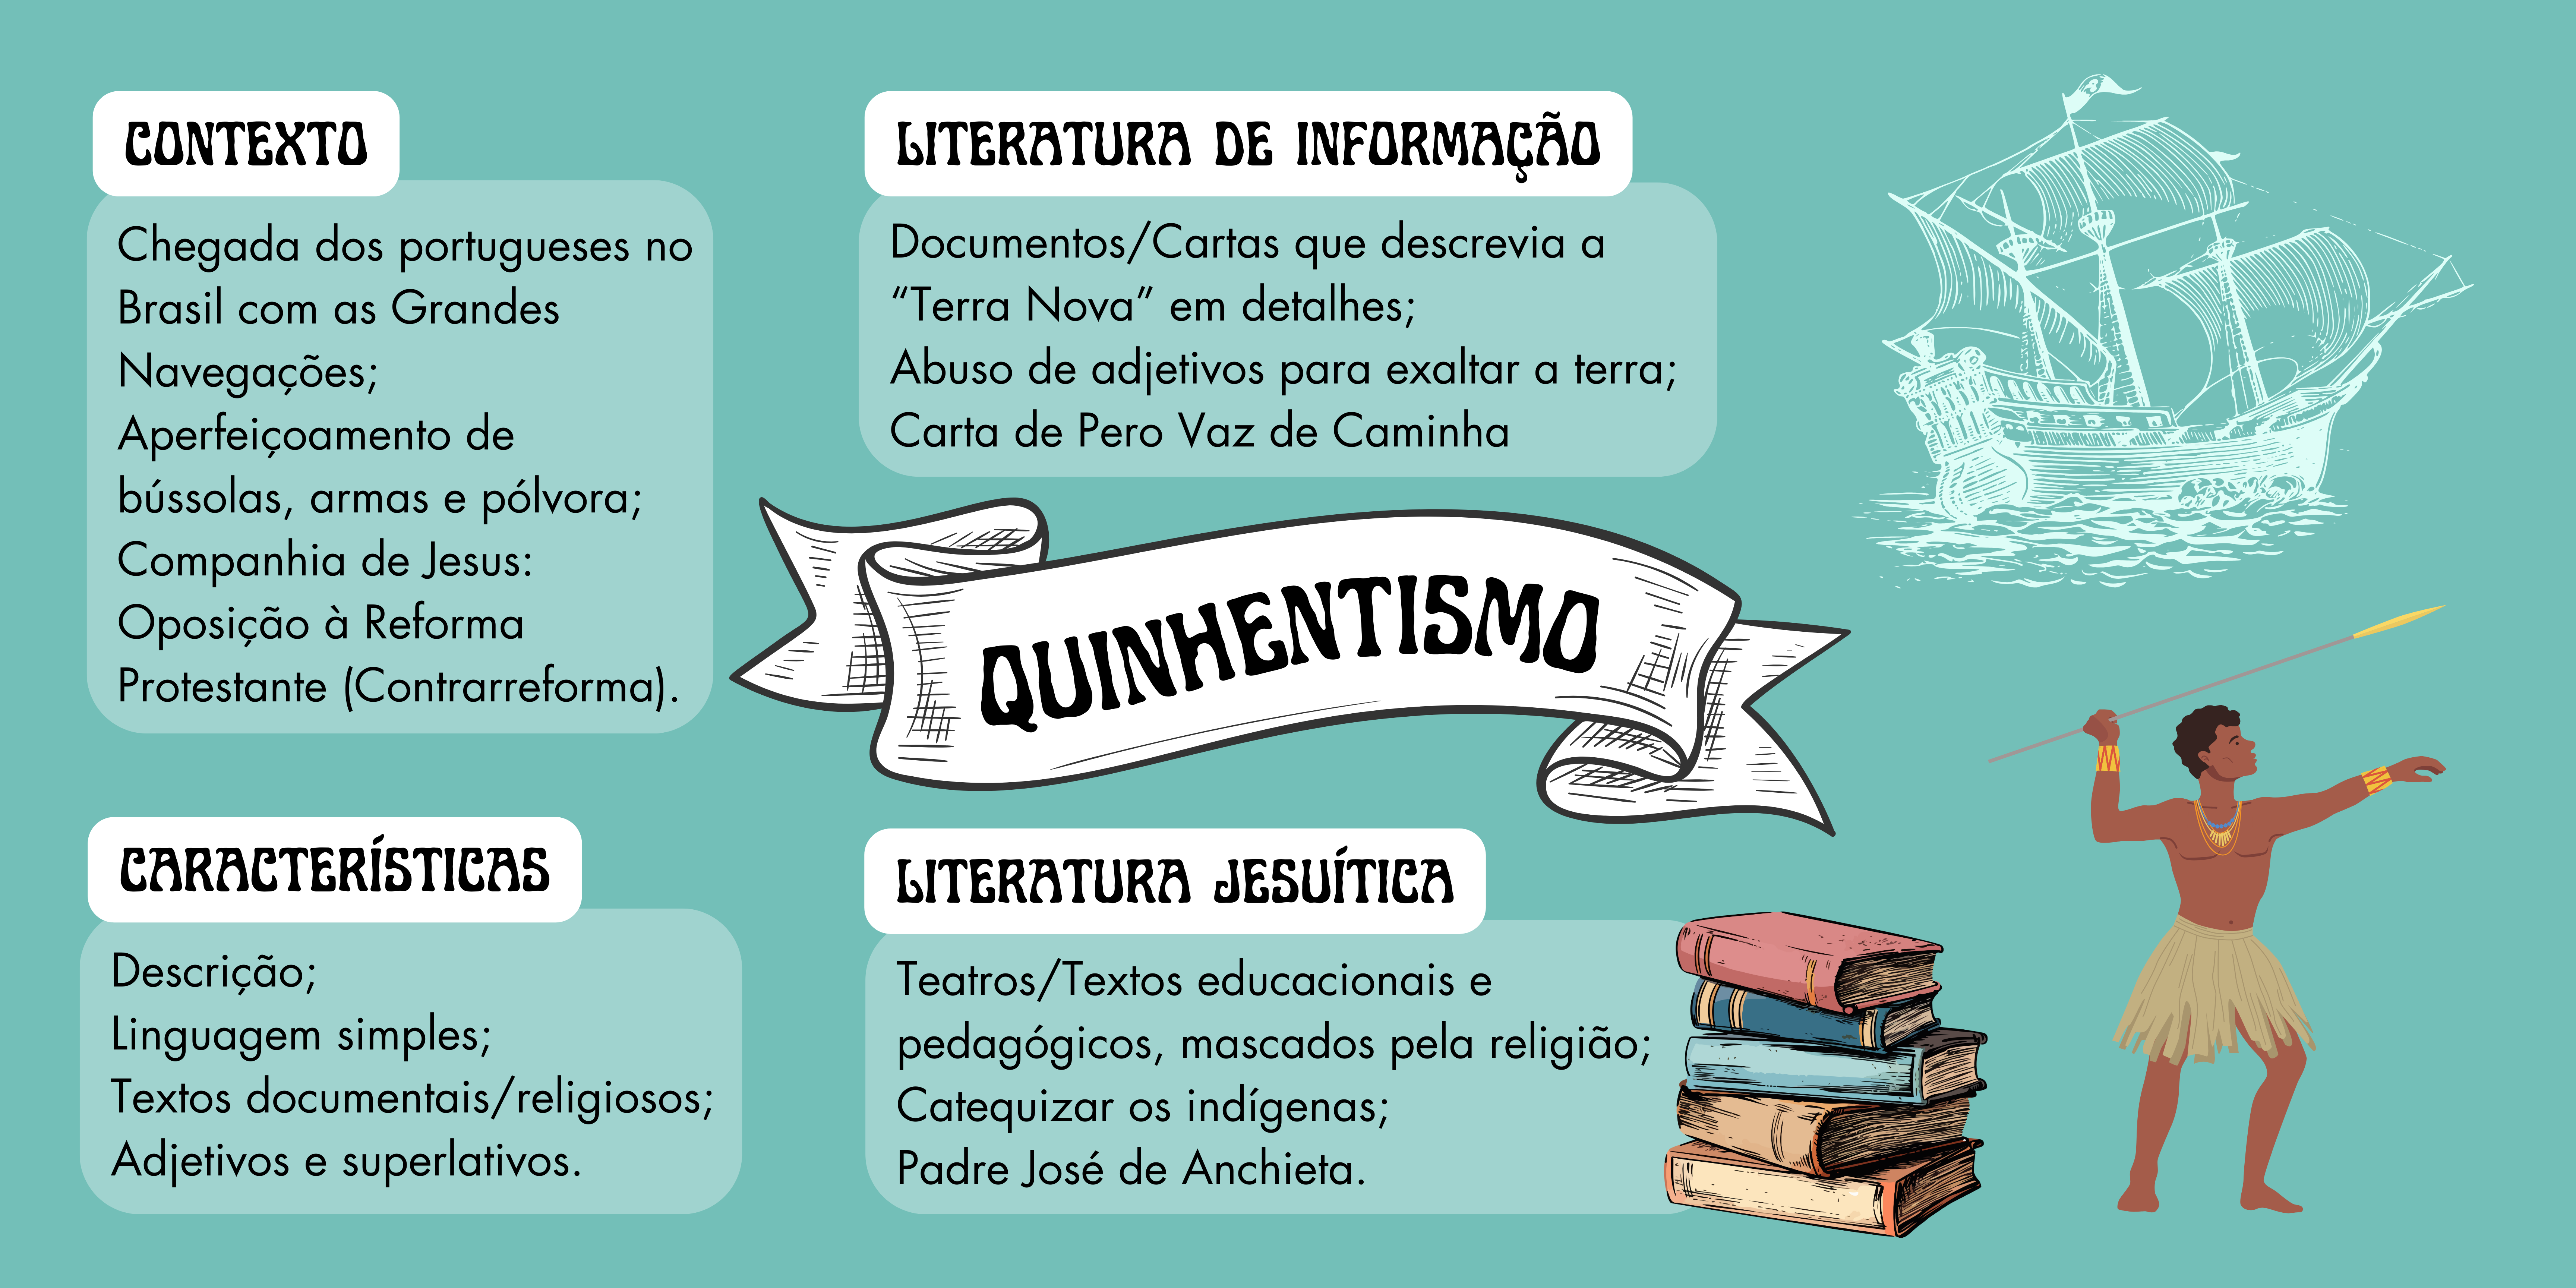 CONTEXTO
Chegada dos portugueses no
Brasil com as Grandes
Navegações;
Aperfeiçoamento de
bússolas, armas e pólvora;
Companhia de Jesus:
Oposição à Reforma
Protestante (Contrarreforma).
LITERATURA DE INFORMAÇÃO
Documentos/Cartas que descrevia a
“Terra Nova” em detalhes;
Abuso de adjetivos para exaltar a terra;
Carta de Pero Vaz de Caminha
QUINHENTISMO
CARACTERÍSTICAS
Descrição;
Linguagem simples;
Textos documentais/religiosos;
Adjetivos e superlativos.
LITERATURA JESUÍTICA
Teatros/Textos educacionais e
pedagógicos, mascados pela religião;
Catequizar os indígenas;
Padre José de Anchieta.